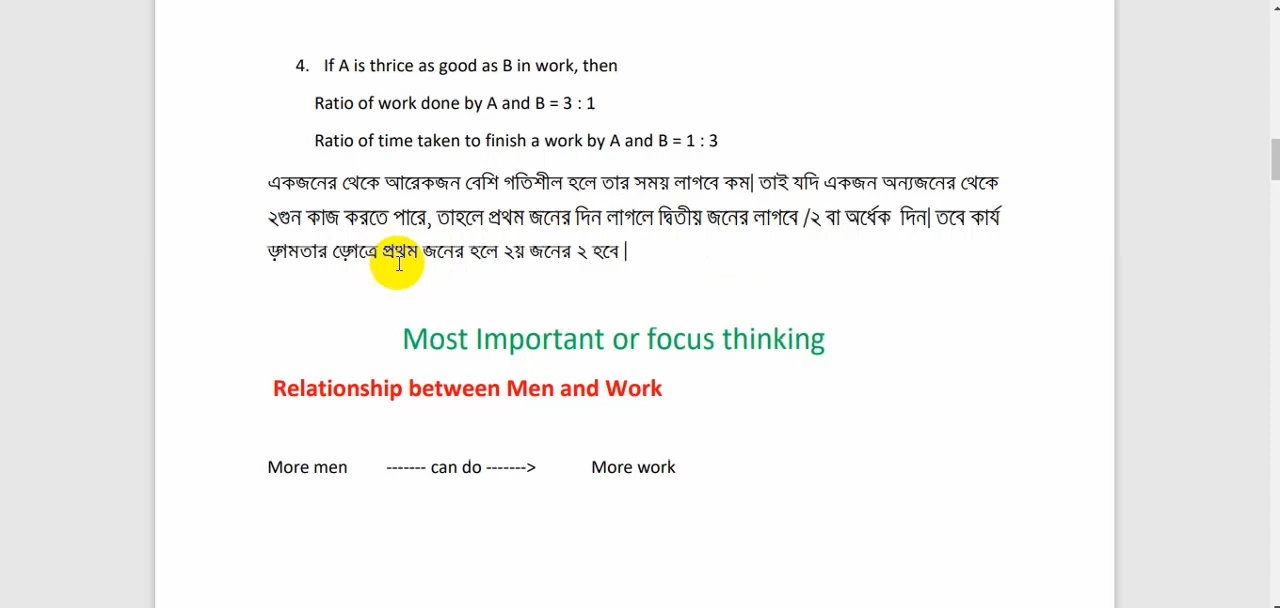 4. If A is thrice as good as B in work, then
Ratio of work done by A and B = 3 : 1
Ratio of time taken to finish a work by A and B = 1 : 3
একজনের থেকে আরেকজন বেশি গতিশীল হলে তার সময় লাগবে কম| তাই যদি একজন অন্যজনের থেকে
২গুন কাজ করতে পারে, তাহলে প্রথম জনের দিন লাগলে দ্বিতীয় জনের লাগবে /২ বা অর্ধেক দিন| তবে কার্য
প্রথম জনের হলে ২য় জনের ২ হবে |
Most Important or focus thinking
Relationship between Men and Work
More men ------- can do -------> More work